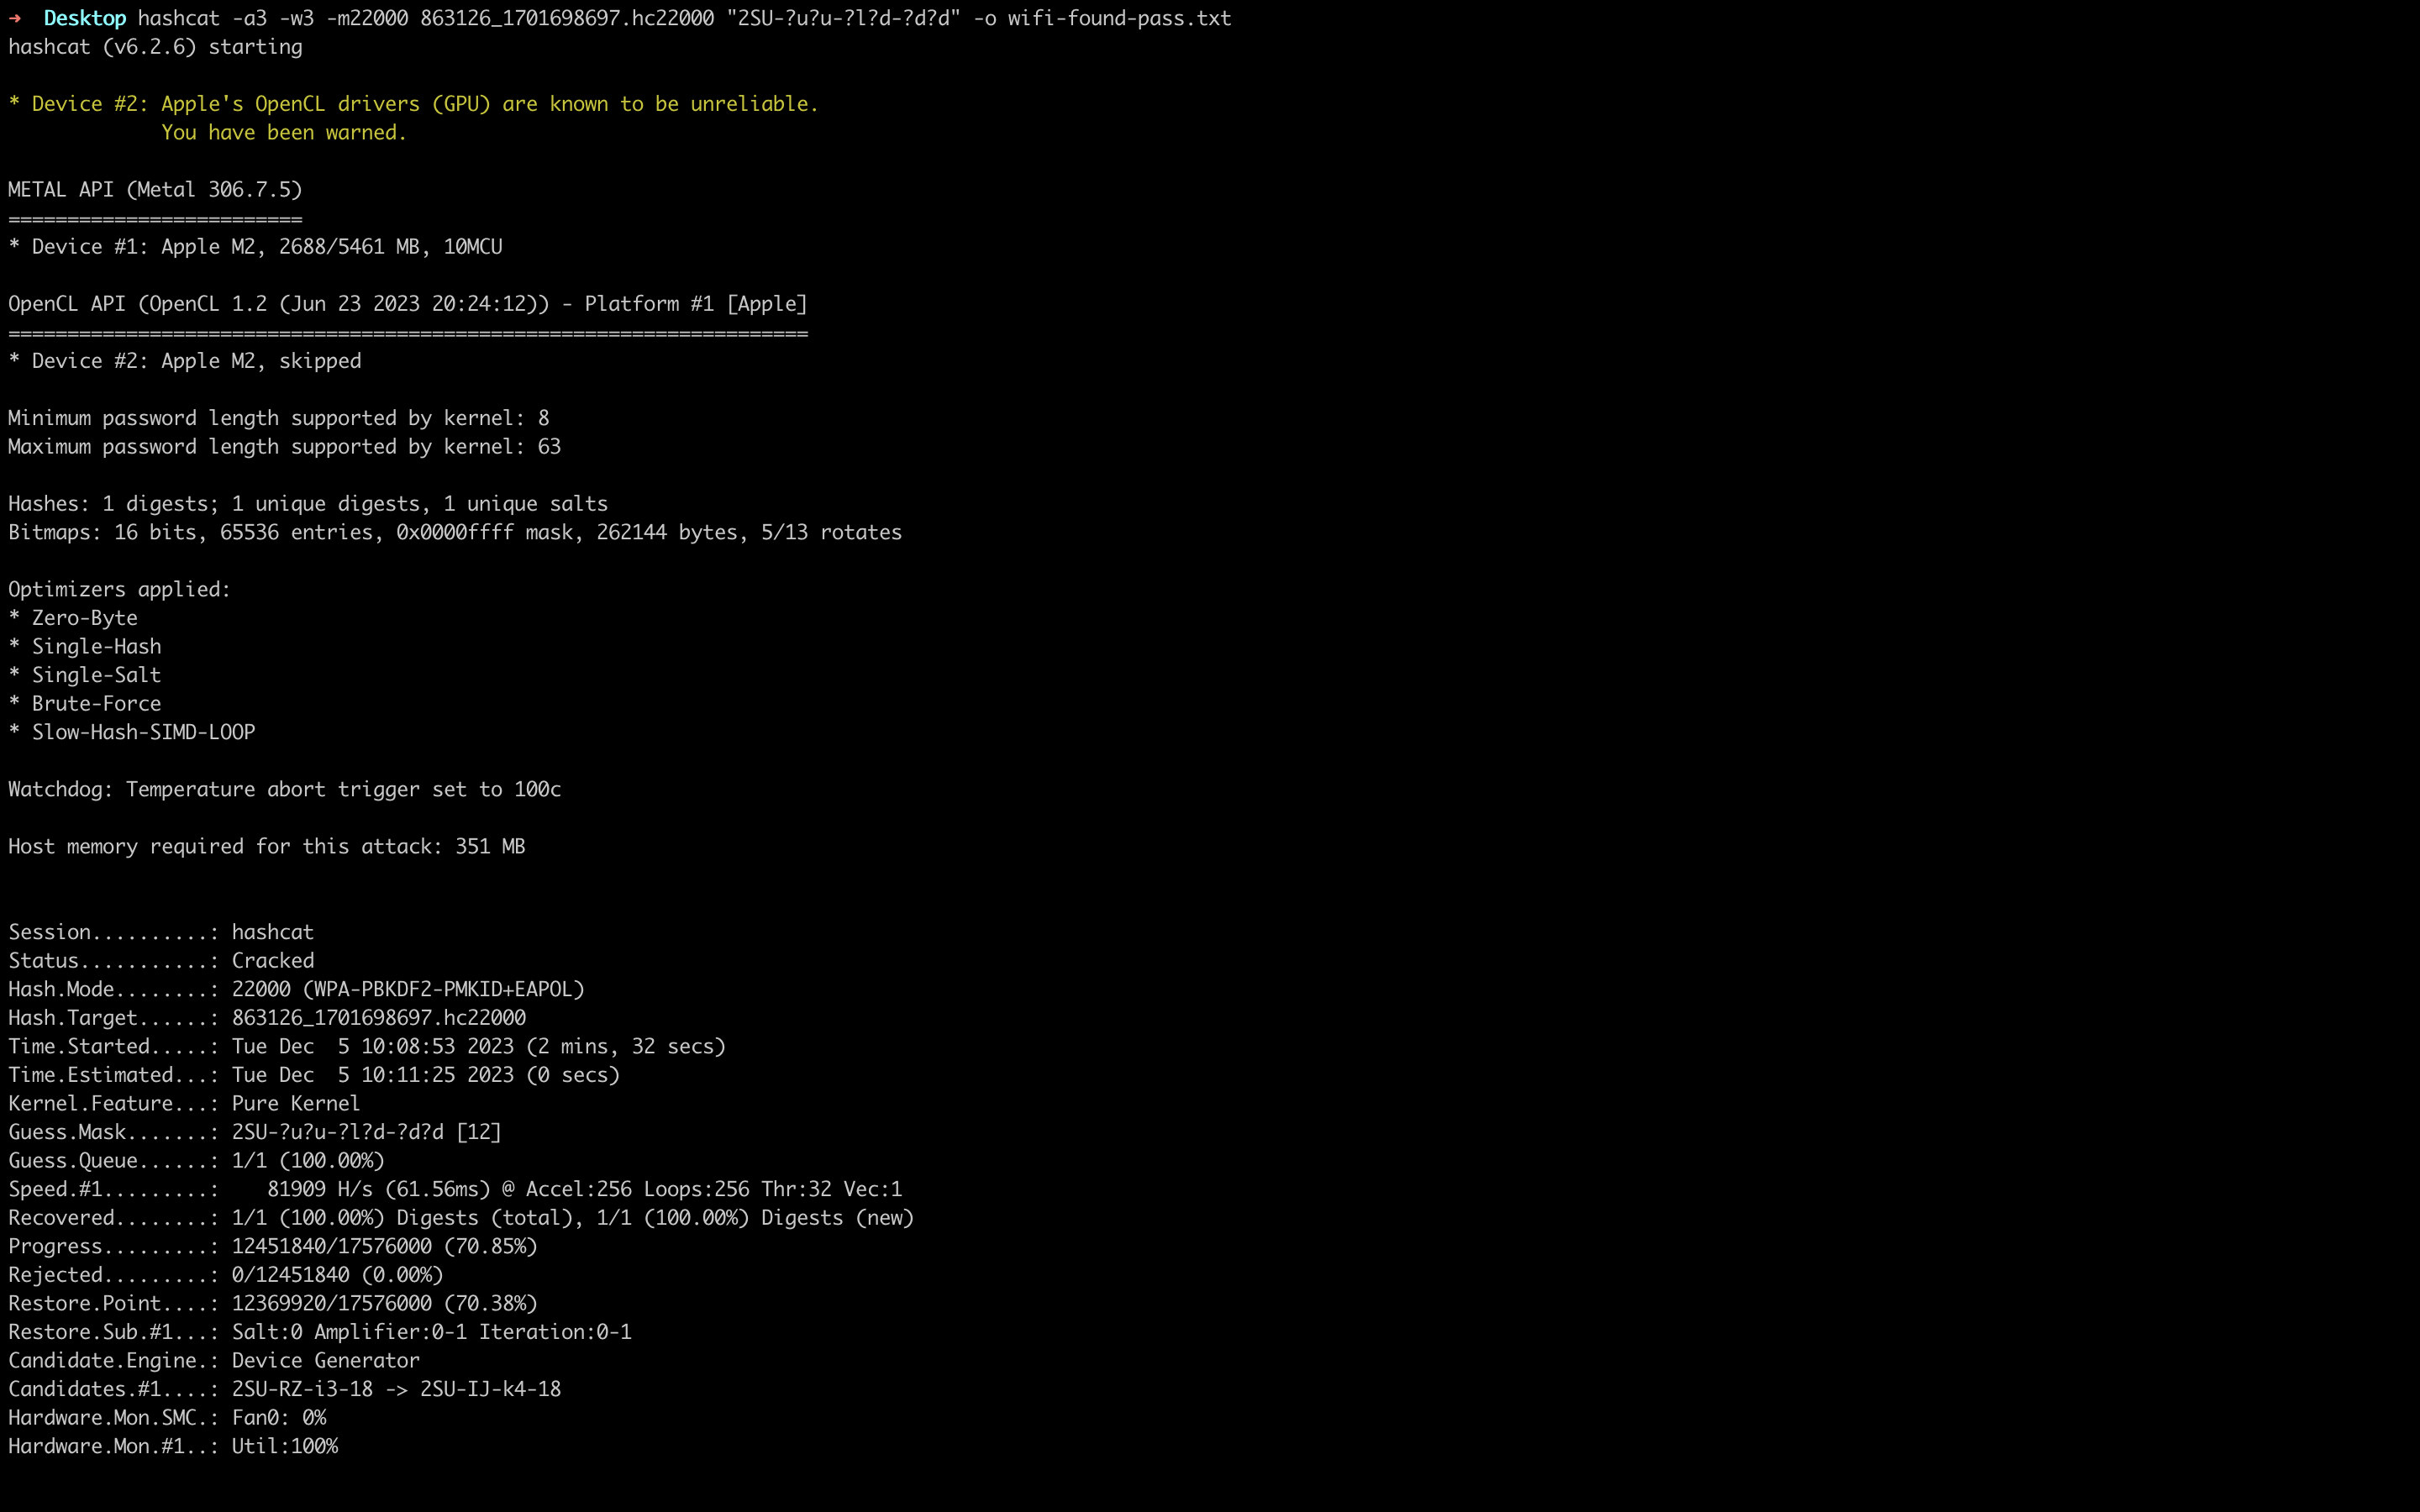 ➜  Desktop hashcat -a3 -w3 -m22000 863126_1701698697.hc22000 "2SU-?u?u-?l?d-?d?d" -o wifi-found-pass.txt
hashcat (v6.2.6) starting

* Device #2: Apple's OpenCL drivers (GPU) are known to be unreliable.
             You have been warned.

METAL API (Metal 306.7.5)
=========================
* Device #1: Apple M2, 2688/5461 MB, 10MCU

OpenCL API (OpenCL 1.2 (Jun 23 2023 20:24:12)) - Platform #1 [Apple]
====================================================================
* Device #2: Apple M2, skipped

Minimum password length supported by kernel: 8
Maximum password length supported by kernel: 63

Hashes: 1 digests; 1 unique digests, 1 unique salts
Bitmaps: 16 bits, 65536 entries, 0x0000ffff mask, 262144 bytes, 5/13 rotates

Optimizers applied:
* Zero-Byte
* Single-Hash
* Single-Salt
* Brute-Force
* Slow-Hash-SIMD-LOOP

Watchdog: Temperature abort trigger set to 100c

Host memory required for this attack: 351 MB


Session..........: hashcat
Status...........: Cracked
Hash.Mode........: 22000 (WPA-PBKDF2-PMKID+EAPOL)
Hash.Target......: 863126_1701698697.hc22000
Time.Started.....: Tue Dec  5 10:08:53 2023 (2 mins, 32 secs)
Time.Estimated...: Tue Dec  5 10:11:25 2023 (0 secs)
Kernel.Feature...: Pure Kernel
Guess.Mask.......: 2SU-?u?u-?l?d-?d?d [12]
Guess.Queue......: 1/1 (100.00%)
Speed.#1.........:    81909 H/s (61.56ms) @ Accel:256 Loops:256 Thr:32 Vec:1
Recovered........: 1/1 (100.00%) Digests (total), 1/1 (100.00%) Digests (new)
Progress.........: 12451840/17576000 (70.85%)
Rejected.........: 0/12451840 (0.00%)
Restore.Point....: 12369920/17576000 (70.38%)
Restore.Sub.#1...: Salt:0 Amplifier:0-1 Iteration:0-1
Candidate.Engine.: Device Generator
Candidates.#1....: 2SU-RZ-i3-18 -> 2SU-IJ-k4-18
Hardware.Mon.SMC.: Fan0: 0%
Hardware.Mon.#1..: Util:100%